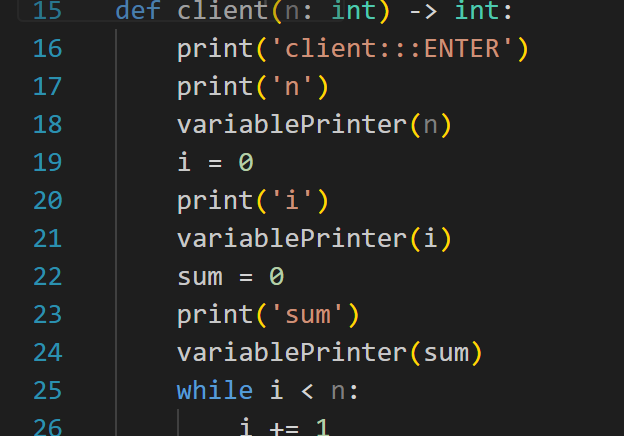 15 def client(n: int) -> int:
16 print('client:::ENTER')
17 print('n')
18 variablePrinter(n)
19 i = 0
20 print('i')
21 variablePrinter(i)
22 sum = 0
23 print('sum')
24 variablePrinter(sum)
25 while i < n:
26 i += 1